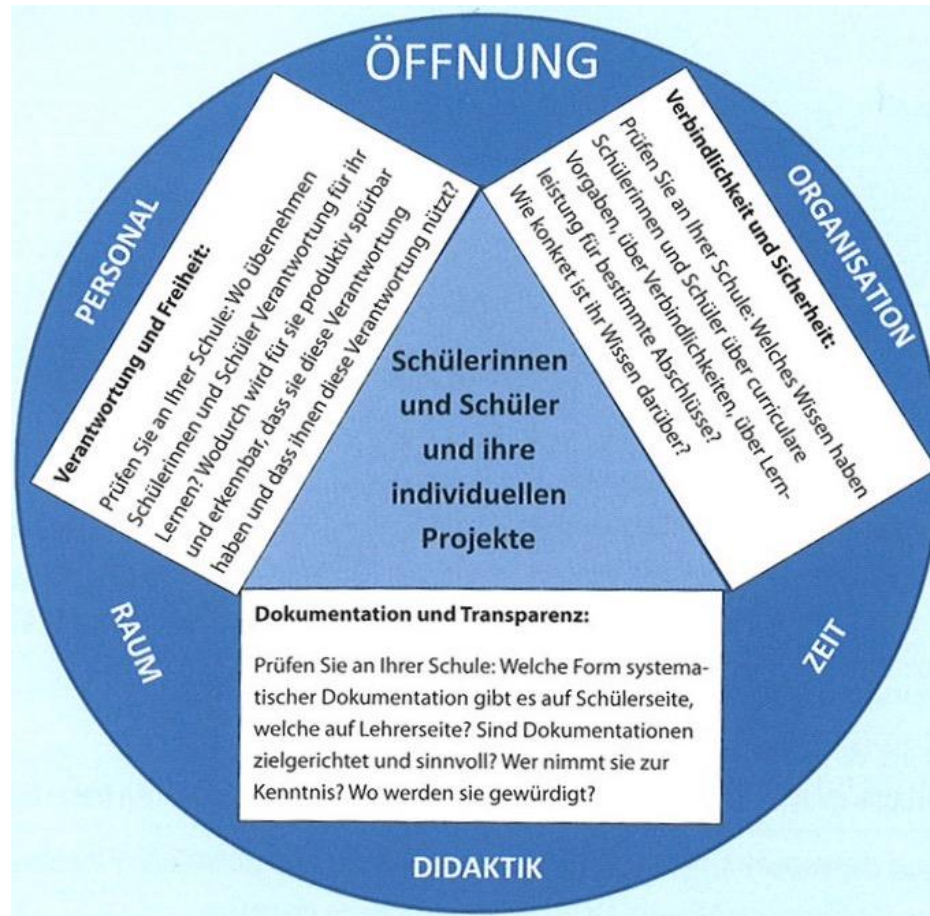 ÖFFNUNG
PERSONAL
Verantwortung und Freiheit:
Prüfen Sie an Ihrer Schule: Wo übernehmen
Schülerinnen und Schüler Verantwortung für ihr
Lernen? Wodurch wird für sie produktiv spürbar
und erkennbar, dass sie diese Verantwortung
haben und dass ihnen diese Verantwortung nützt?
ORGANISATION
Verbindlichkeit und Sicherheit:
Prüfen Sie an Ihrer Schule: Welches Wissen haben
Schülerinnen und Schüler über curriculare
Vorgaben, über Verbindlichkeiten, über Lern-
leistung für bestimmte Abschlüsse?
Wie konkret ist ihr Wissen darüber?
Schülerinnen
und Schüler
und ihre
individuellen
Projekte
RAUM
ZEIT
Dokumentation und Transparenz:
Prüfen Sie an Ihrer Schule: Welche Form systema-
tischer Dokumentation gibt es auf Schülerseite,
welche auf Lehrerseite? Sind Dokumentationen
zielgerichtet und sinnvoll? Wer nimmt sie zur
Kenntnis? Wo werden sie gewürdigt?
DIDAKTIK